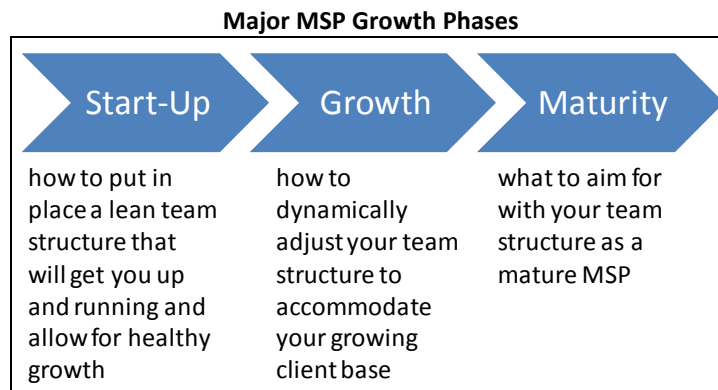 Major MSP Growth Phases
Start-Up
how to put in
place a lean team
structure that
will get you up
and running and
allow for healthy
growth
Growth
how to
dynamically
adjust your team
structure to
accommodate
your growing
client base
Maturity
what to aim for
with your team
structure as a
mature MSP